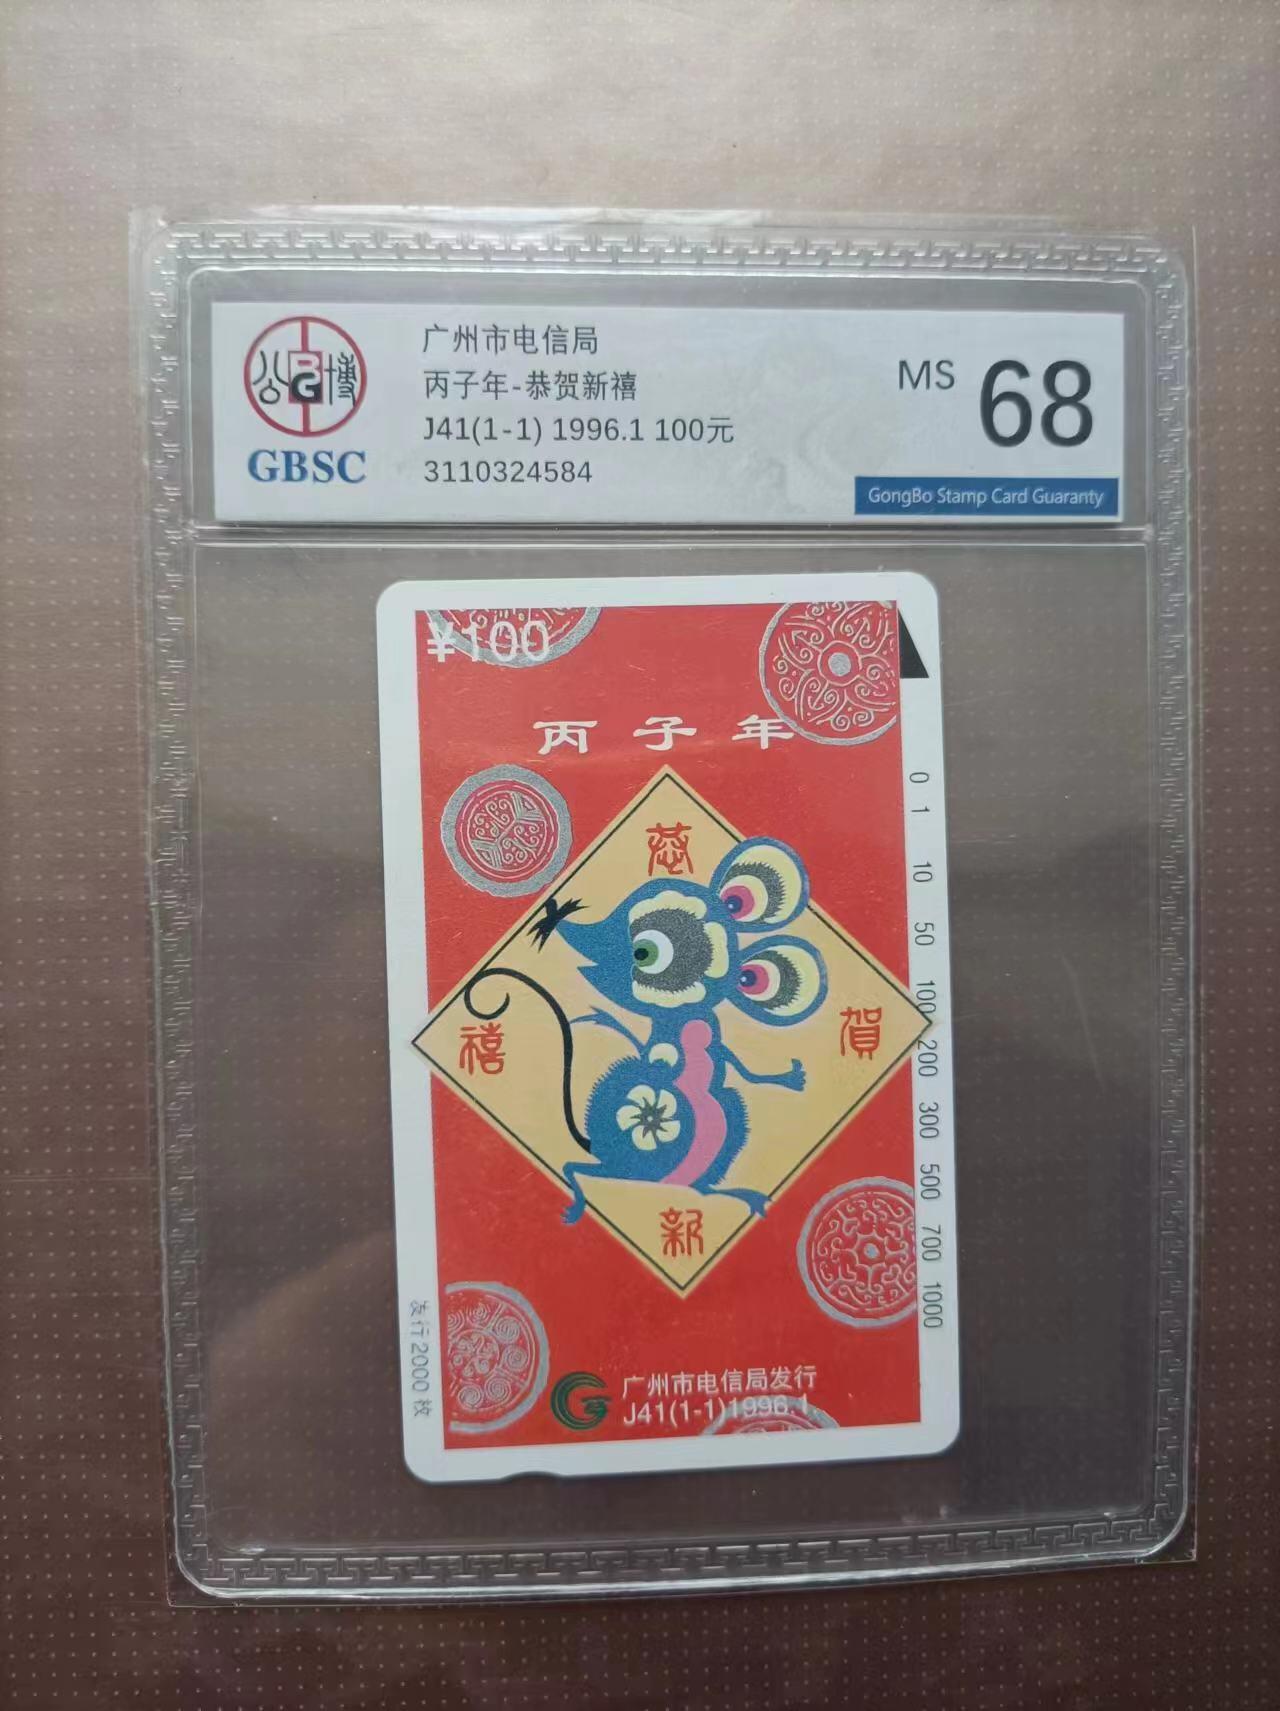 公博
BG
GBSC
广州市电信局
丙子年-恭贺新禧
J41(1-1) 1996.1 100元
3110324584
MS 68
GongBo Stamp Card Guaranty
¥100
丙子年
恭
賀
新
禧
0 1 10 50 100 200 300 500 700 1000
发行2000枚
广州市电信局发行
J41(1-1)1996.1.